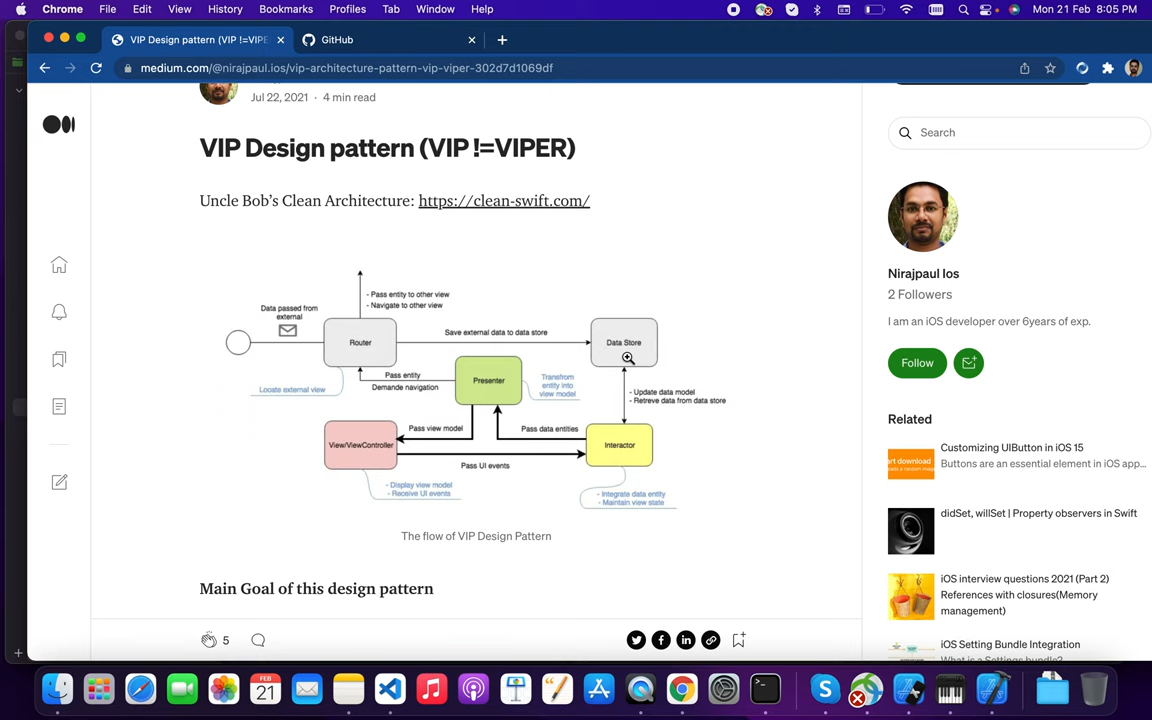 Chrome File Edit View History Bookmarks Profiles Tab Window Help Mon 21 Feb 8:05 PM
VIP Design pattern (VIP !=VIPE
GitHub
medium.com/@nirajpaul.ios/vip-architecture-pattern-vip-viper-302d7d1069df
Jul 22, 2021 · 4 min read
VIP Design pattern (VIP !=VIPER)
Uncle Bob's Clean Architecture: https://clean-swift.com/
Data passed from
external
- Pass entity to other view
- Navigate to other view
Router
Save external data to data store
Data Store
Pass entity
Demande navigation
Presenter
Transform
entity into
view model
Locate external view
- Update data model
- Retreve data from data store
Pass view model
Pass data entities
View/ViewController
Interactor
Pass UI events
- Display view model
- Receive UI events
- Integrate data entity
- Maintain view state
The flow of VIP Design Pattern
Main Goal of this design pattern
5
Search
Nirajpaul Ios
2 Followers
I am an iOS developer over 6years of exp.
Follow
Related
Customizing UIButton in iOS 15
Buttons are an essential element in iOS app...
art download
didSet, willSet | Property observers in Swift
iOS interview questions 2021 (Part 2)
References with closures(Memory
management)
iOS Setting Bundle Integration
What is a Settings bundle?
FEB
21